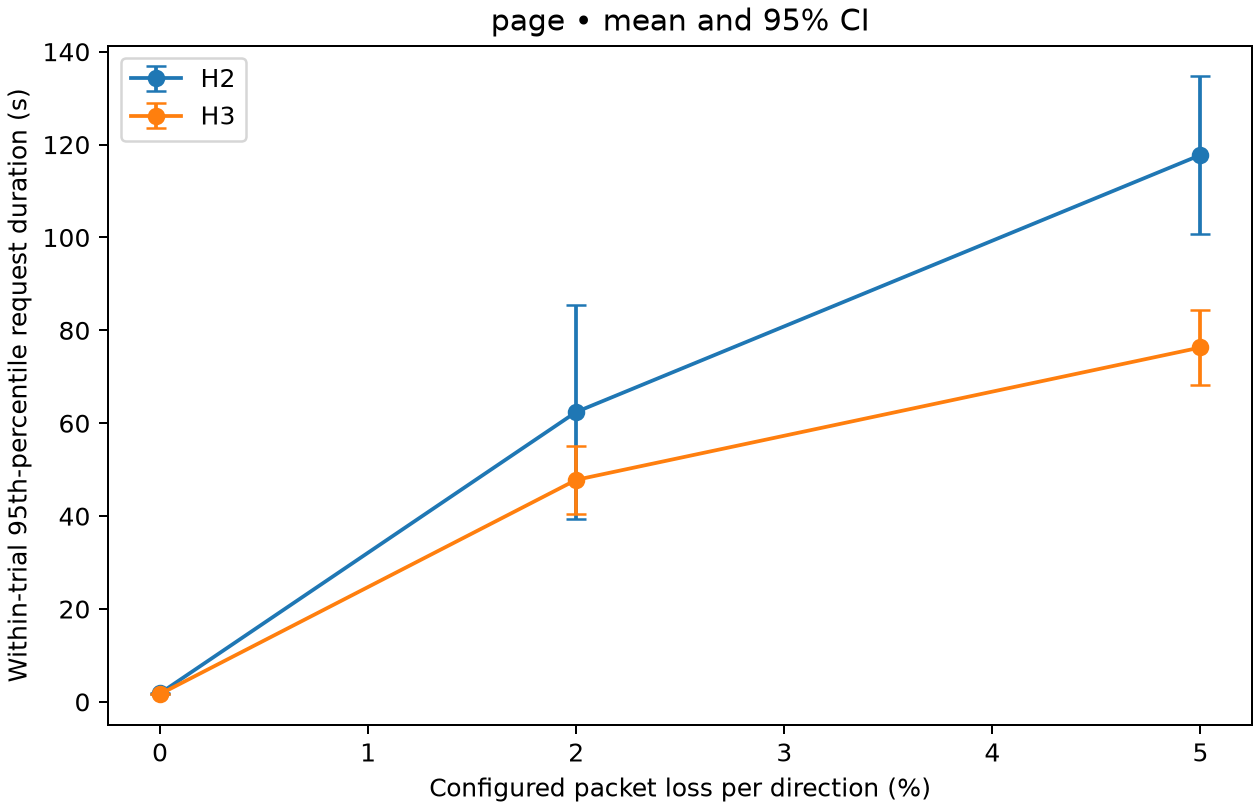 page • mean and 95% CI
H2
H3
Within-trial 95th-percentile request duration (s)
140
120
100
80
60
40
20
0
0 1 2 3 4 5
Configured packet loss per direction (%)